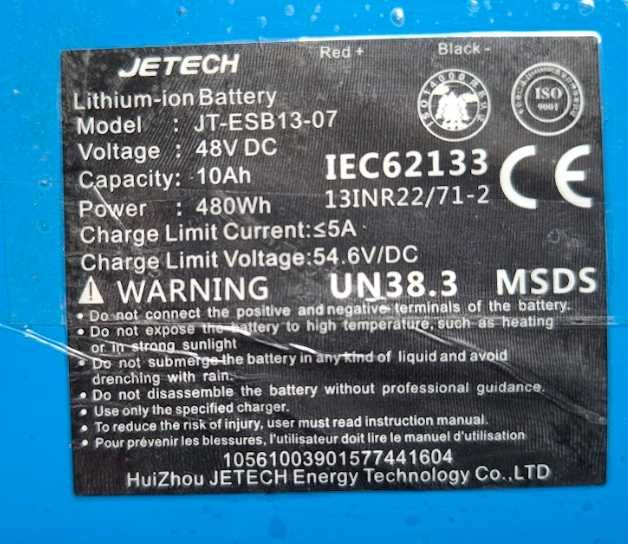 Red + Black -
JETECH
Lithium-ion Battery
Model : JT-ESB13-07
Voltage : 48V DC
Capacity: 10Ah
Power : 480Wh
ISO14000
ISO
9001
IEC62133
13INR22/71-2
CE
Charge Limit Current:≤5A
Charge Limit Voltage:54.6V/DC
WARNING UN38.3 MSDS
• Do not connect the positive and negative terminals of the battery.
• Do not expose the battery to high temperature, such as heating
or in strong sunlight
• Do not submerge the battery in any kind of liquid and avoid
drenching with rain.
• Do not disassemble the battery without professional guidance.
• Use only the specified charger.
• To reduce the risk of injury, user must read instruction manual.
• Pour prévenir les blessures, l'utilisateur doit lire le manuel d'utilisation
10561003901577441604
HuiZhou JETECH Energy Technology Co.,LTD